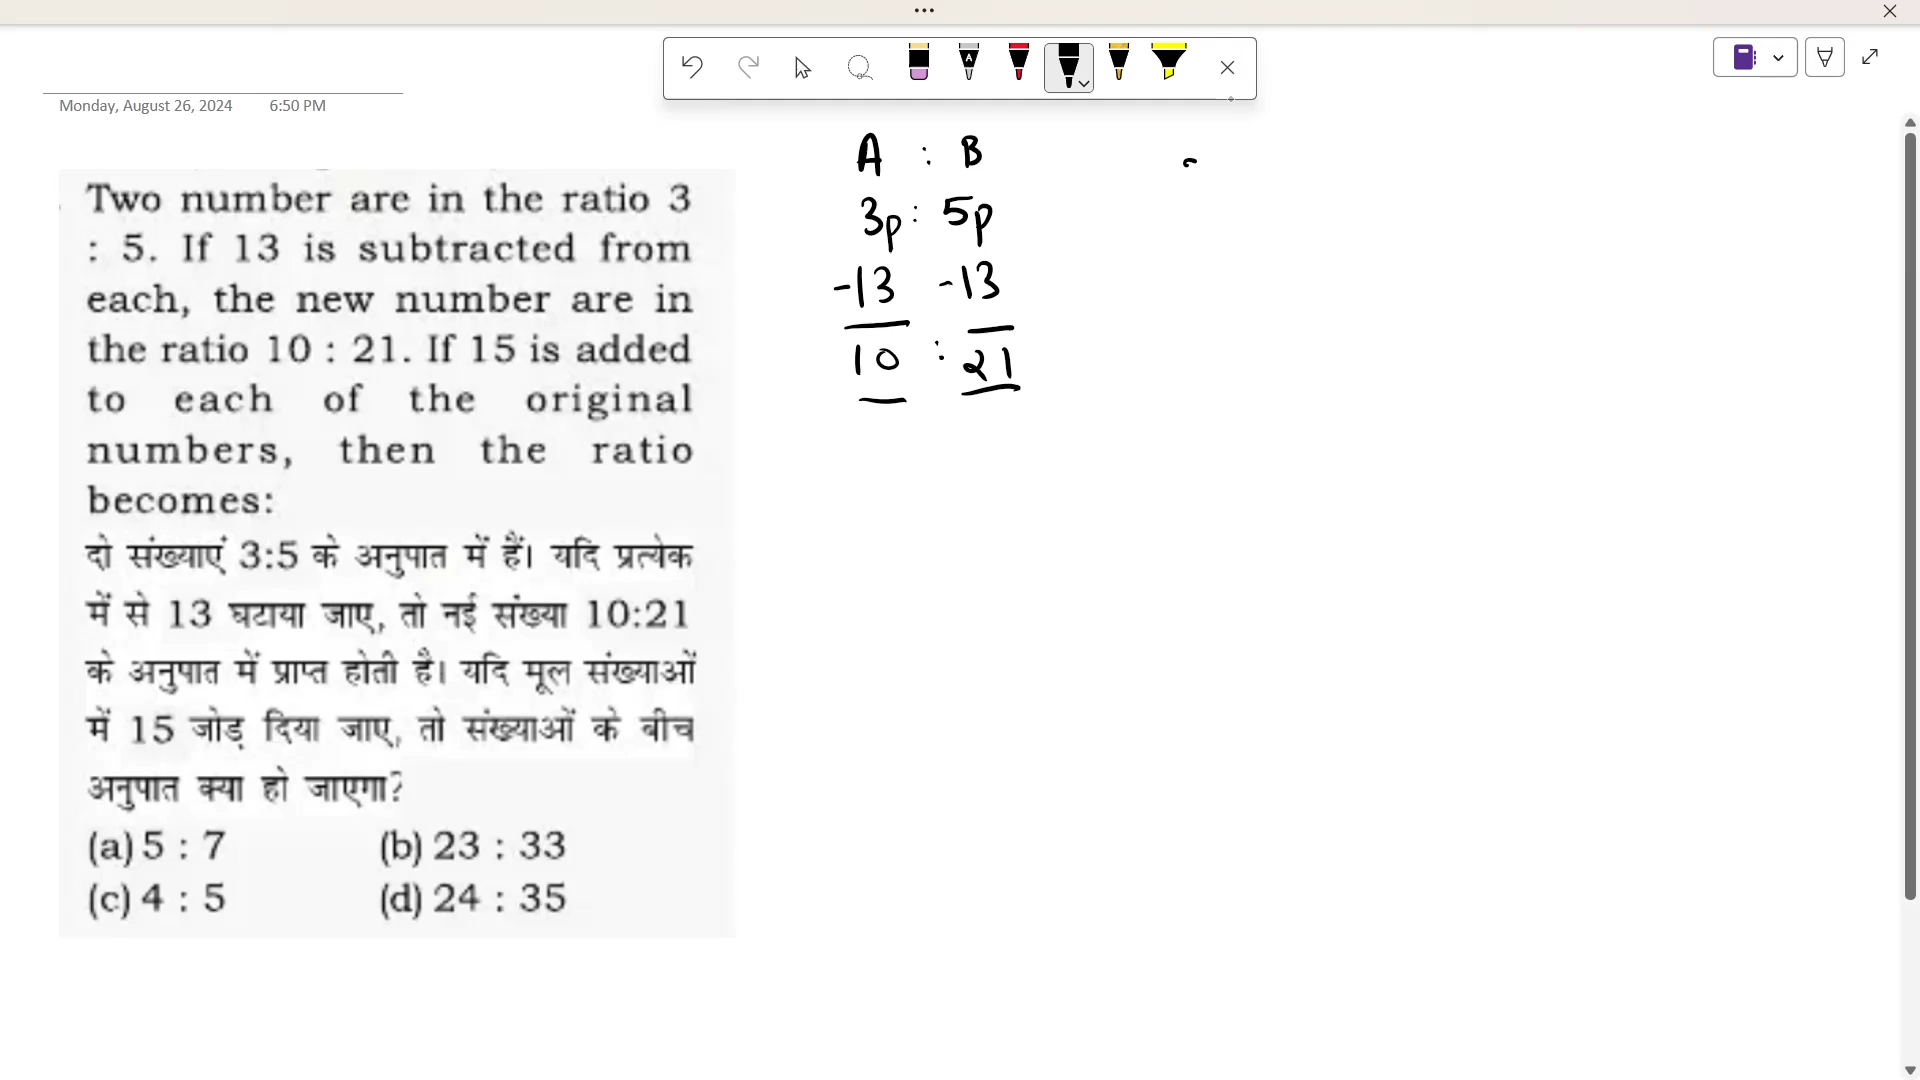 Monday, August 26, 2024 6:50 PM
Two number are in the ratio 3
: 5. If 13 is subtracted from
each, the new number are in
the ratio 10 : 21. If 15 is added
to each of the original
numbers, then the ratio
becomes:
दो संख्याएं 3:5 के अनुपात में हैं। यदि प्रत्येक
में से 13 घटाया जाए, तो नई संख्या 10:21
के अनुपात में प्राप्त होती है। यदि मूल संख्याओं
में 15 जोड़ दिया जाए, तो संख्याओं के बीच
अनुपात क्या हो जाएगा?
(a) 5 : 7 (b) 23 : 33
(c) 4 : 5 (d) 24 : 35
A : B
3p : 5p
-13 -13
10 : 21